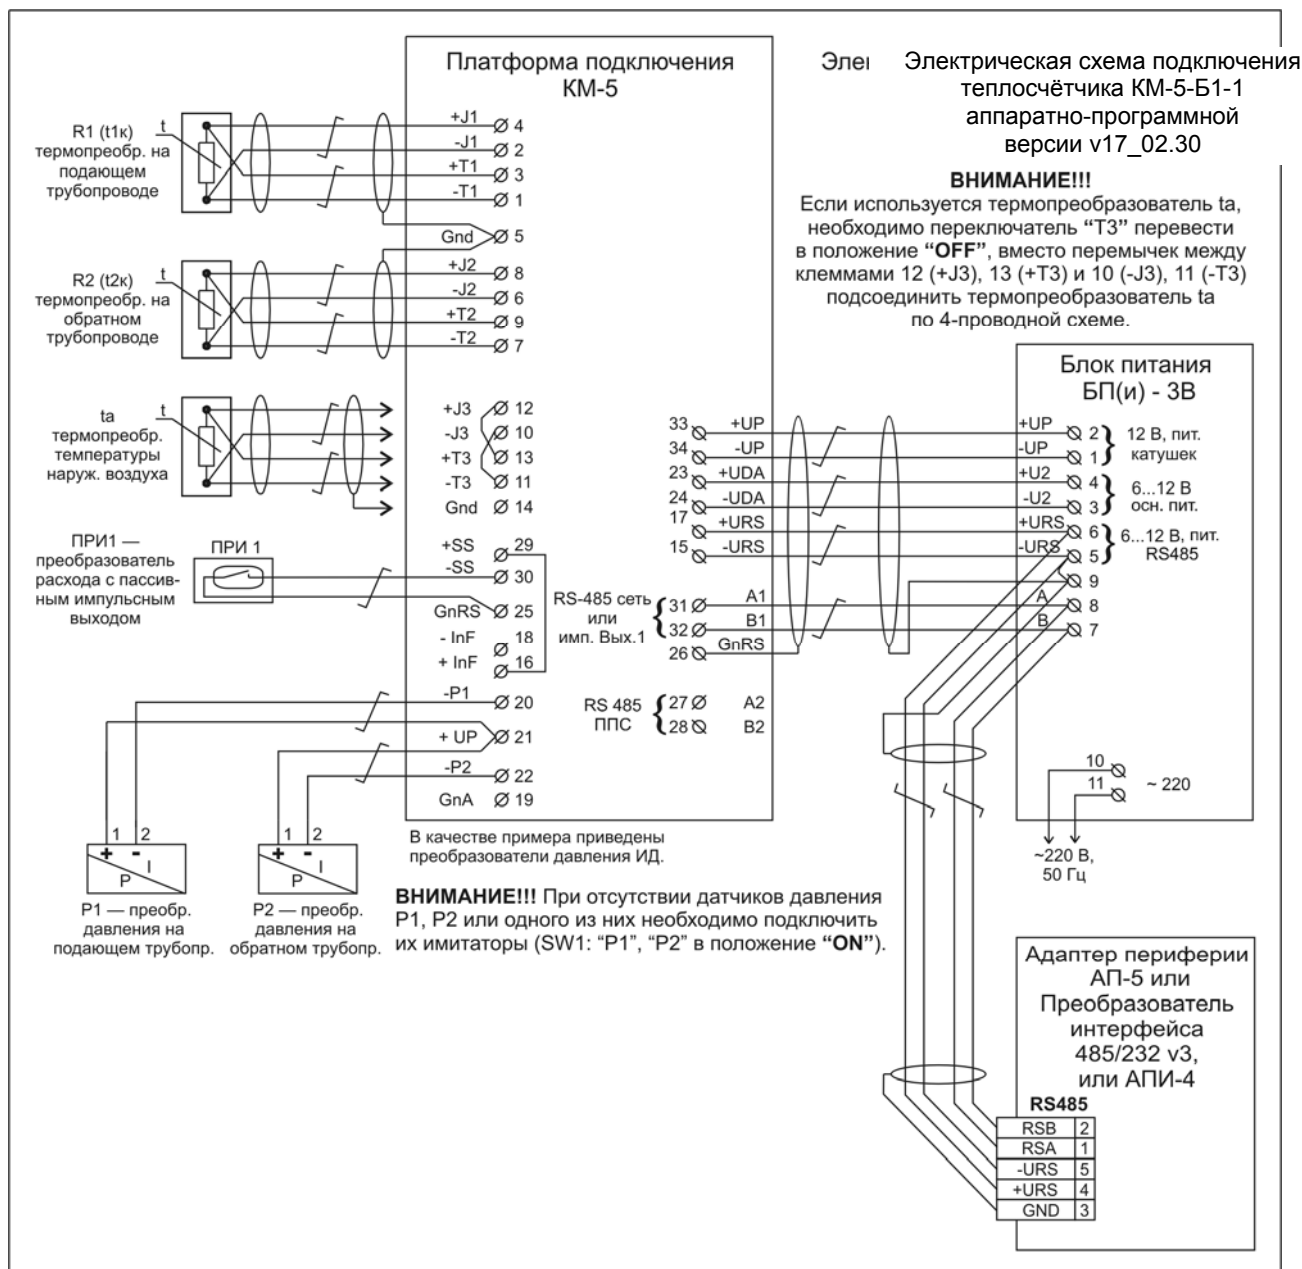 Платформа подключения
КМ-5
Элеı
Электрическая схема подключения
теплосчётчика КМ-5-Б1-1
аппаратно-программной
версии v17_02.30
ВНИМАНИЕ!!!
Если используется термопреобразователь ta,
необходимо переключатель “Т3” перевести
в положение “OFF”, вместо перемычек между
клеммами 12 (+J3), 13 (+T3) и 10 (-J3), 11 (-T3)
подсоединить термопреобразователь ta
по 4-проводной схеме.
R1 (t1к)
термопреобр. на
подающем
трубопроводе
t
+J1 4
-J1 2
+T1 3
-T1 1
Gnd 5
R2 (t2к)
термопреобр. на
обратном
трубопроводе
t
+J2 8
-J2 6
+T2 9
-T2 7
ta
термопреобр.
температуры
наруж. воздуха
t
+J3 12
-J3 10
+T3 13
-T3 11
Gnd 14
ПРИ1 —
преобразователь
расхода с пассив-
ным импульсным
выходом
ПРИ 1
+SS 29
-SS 30
GnRS 25
- InF 18
+ InF 16
-P1 20
+ UP 21
-P2 22
GnA 19
33 +UP
34 -UP
23 +UDA
24 -UDA
17 +URS
15 -URS
RS-485 сеть
или
имп. Вых.1
31 A1
32 B1
26 GnRS
RS 485
ППС
27 A2
28 B2
Блок питания
БП(и) - 3В
+UP 2
-UP 1
12 В, пит.
катушек
+U2 4
-U2 3
6...12 В
осн. пит.
+URS 6
-URS 5
6...12 В, пит.
RS485
9
A 8
B 7
10
11
~ 220
~220 В,
50 Гц
1 2
+ -
I
P
P1 — преобр.
давления на
подающем трубопр.
1 2
+ -
I
P
P2 — преобр.
давления на
обратном трубопр.
В качестве примера приведены
преобразователи давления ИД.
ВНИМАНИЕ!!! При отсутствии датчиков давления
P1, P2 или одного из них необходимо подключить
их имитаторы (SW1: “P1”, “P2” в положение “ON”).
Адаптер периферии
АП-5 или
Преобразователь
интерфейса
485/232 v3,
или АПИ-4
RS485
RSB 2
RSA 1
-URS 5
+URS 4
GND 3